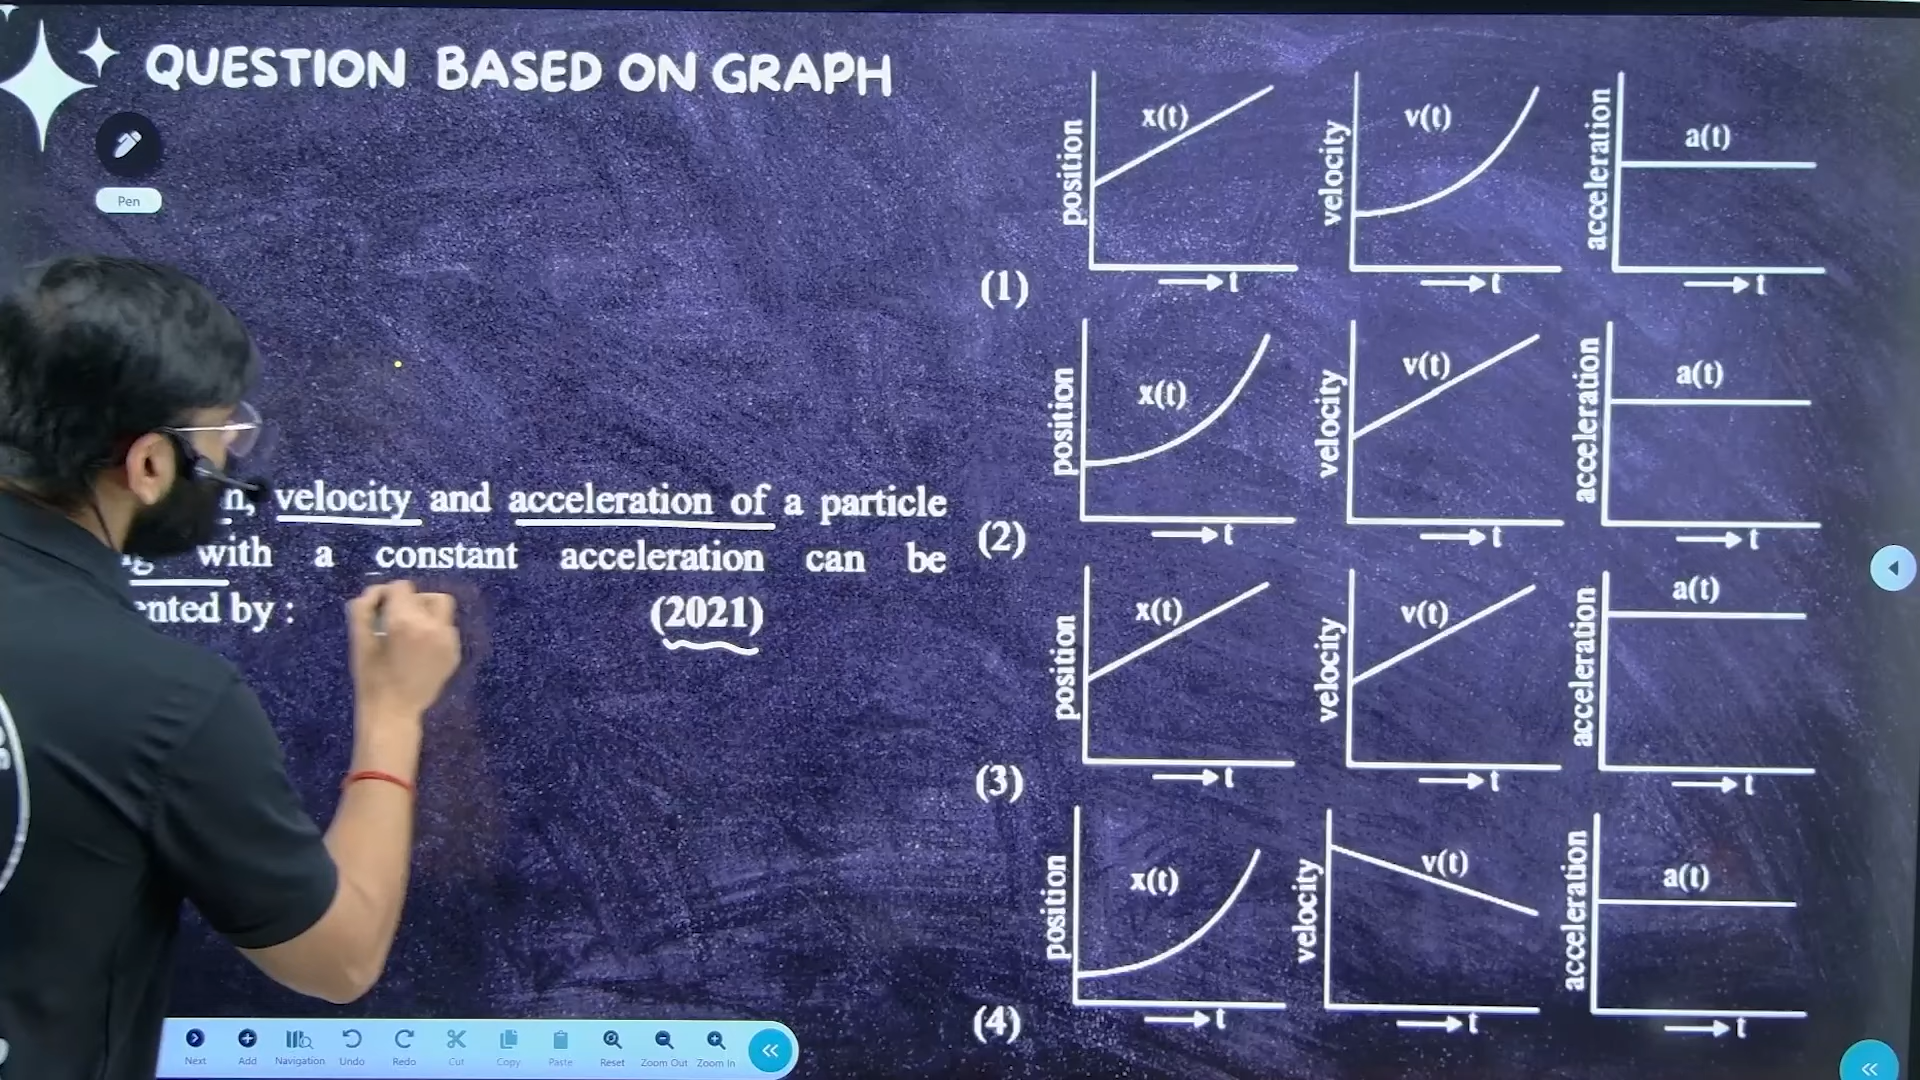 QUESTION BASED ON GRAPH
Pen
velocity and acceleration of a particle
with a constant acceleration can be
by :
(2021)
position
x(t)
t
velocity
v(t)
t
acceleration
a(t)
t
(1)
position
x(t)
t
velocity
v(t)
t
acceleration
a(t)
t
(2)
position
x(t)
t
velocity
v(t)
t
acceleration
a(t)
t
(3)
position
x(t)
t
velocity
v(t)
t
acceleration
a(t)
t
(4)
Next Add Navigation Undo Redo Cut Copy Paste Reset Zoom Out Zoom In